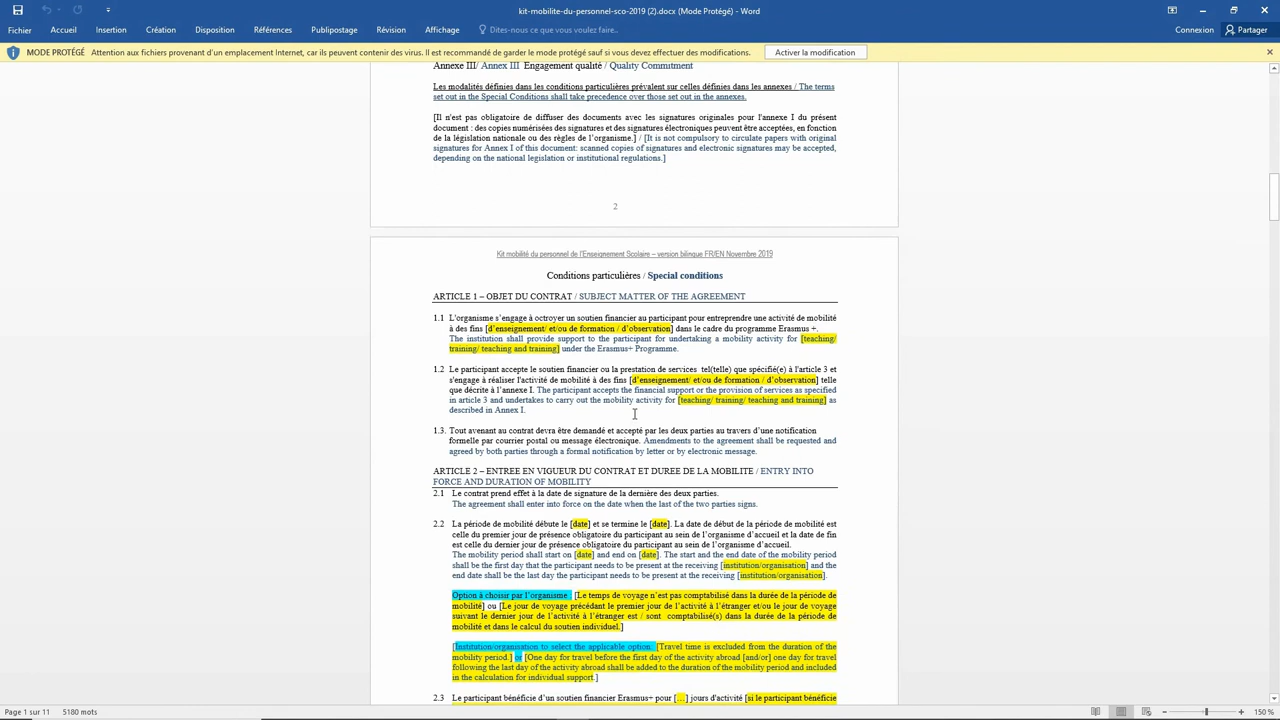 kit-mobilite-du-personnel-sco-2019 (2).docx (Mode Protégé) - Word
Fichier Accueil Insertion Création Disposition Références Publipostage Révision Affichage Dites-nous ce que vous voulez faire... Connexion Partager
MODE PROTÉGÉ Attention aux fichiers provenant d'un emplacement Internet, car ils peuvent contenir des virus. Il est recommandé de garder le mode protégé sauf si vous devez effectuer des modifications. Activer la modification
Annexe III/ Annex III Engagement qualité / Quality Commitment
Les modalités définies dans les conditions particulières prévalent sur celles définies dans les annexes / The terms
set out in the Special Conditions shall take precedence over those set out in the annexes.
[Il n'est pas obligatoire de diffuser des documents avec les signatures originales pour l'annexe I du présent
document : des copies numérisées des signatures et des signatures électroniques peuvent être acceptées, en fonction
de la législation nationale ou des règles de l'organisme.] / [It is not compulsory to circulate papers with original
signatures for Annex I of this document: scanned copies of signatures and electronic signatures may be accepted,
depending on the national legislation or institutional regulations.]
2
Kit mobilité du personnel de l'Enseignement Scolaire – version bilingue FR/EN Novembre 2019
Conditions particulières / Special conditions
ARTICLE 1 – OBJET DU CONTRAT / SUBJECT MATTER OF THE AGREEMENT
1.1 L'organisme s'engage à octroyer un soutien financier au participant pour entreprendre une activité de mobilité
à des fins [d'enseignement/ et/ou de formation / d'observation] dans le cadre du programme Erasmus +.
The institution shall provide support to the participant for undertaking a mobility activity for [teaching/
training/ teaching and training] under the Erasmus+ Programme.
1.2 Le participant accepte le soutien financier ou la prestation de services tel(telle) que spécifié(e) à l'article 3 et
s'engage à réaliser l'activité de mobilité à des fins [d'enseignement/ et/ou de formation / d'observation] telle
que décrite à l'annexe I. The participant accepts the financial support or the provision of services as specified
in article 3 and undertakes to carry out the mobility activity for [teaching/ training/ teaching and training] as
described in Annex I.
1.3. Tout avenant au contrat devra être demandé et accepté par les deux parties au travers d'une notification
formelle par courrier postal ou message électronique. Amendments to the agreement shall be requested and
agreed by both parties through a formal notification by letter or by electronic message.
ARTICLE 2 – ENTREE EN VIGUEUR DU CONTRAT ET DUREE DE LA MOBILITE / ENTRY INTO
FORCE AND DURATION OF MOBILITY
2.1 Le contrat prend effet à la date de signature de la dernière des deux parties.
The agreement shall enter into force on the date when the last of the two parties signs.
2.2 La période de mobilité débute le [date] et se termine le [date]. La date de début de la période de mobilité est
celle du premier jour de présence obligatoire du participant au sein de l'organisme d'accueil et la date de fin
est celle du dernier jour de présence obligatoire du participant au sein de l'organisme d'accueil.
The mobility period shall start on [date] and end on [date]. The start and the end date of the mobility period
shall be the first day that the participant needs to be present at the receiving [institution/organisation] and the
end date shall be the last day the participant needs to be present at the receiving [institution/organisation].
Option à choisir par l'organisme : [Le temps de voyage n'est pas comptabilisé dans la durée de la période de
mobilité] ou [Le jour de voyage précédant le premier jour de l'activité à l'étranger et/ou le jour de voyage
suivant le dernier jour de l'activité à l'étranger est / sont comptabilisé(s) dans la durée de la période de
mobilité et dans le calcul du soutien individuel.]
[Institution/organisation to select the applicable option: [Travel time is excluded from the duration of the
mobility period.] or [One day for travel before the first day of the activity abroad [and/or] one day for travel
following the last day of the activity abroad shall be added to the duration of the mobility period and included
in the calculation for individual support.]
2.3 Le participant bénéficie d'un soutien financier Erasmus+ pour [...] jours d'activité [si le participant bénéficie
Page 1 sur 11 5180 mots 150 %